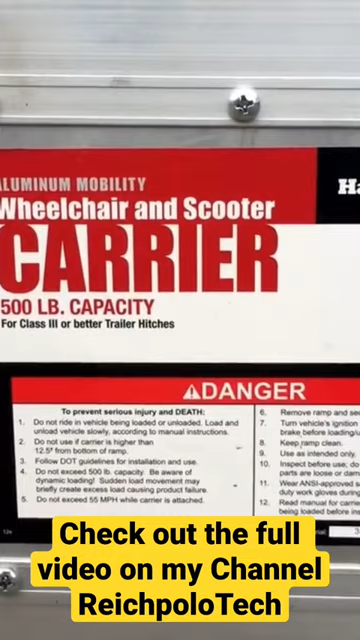 ALUMINUM MOBILITY
Wheelchair and Scooter
CARRIER
500 LB. CAPACITY
For Class III or better Trailer Hitches
Ha
⚠DANGER
To prevent serious injury and DEATH:
1. Do not ride in vehicle being loaded or unloaded. Load and
unload vehicle slowly, according to manual instructions.
2. Do not use if carrier is higher than
12.5" from bottom of ramp.
3. Follow DOT guidelines for installation and use.
4. Do not exceed 500 lb. capacity. Be aware of
dynamic loading! Sudden load movement may
briefly create excess load causing product failure.
5. Do not exceed 55 MPH while carrier is attached.
6. Remove ramp and se
7. Turn vehicle's ignition
brake before loading/u
8. Keep ramp clean.
9. Use as intended only.
10. Inspect before use; do
parts are loose or dam
11. Wear ANSI-approved s
duty work gloves dur
12. Read manual for carrier
being loaded before
Check out the full
video on my Channel
ReichpoloTech